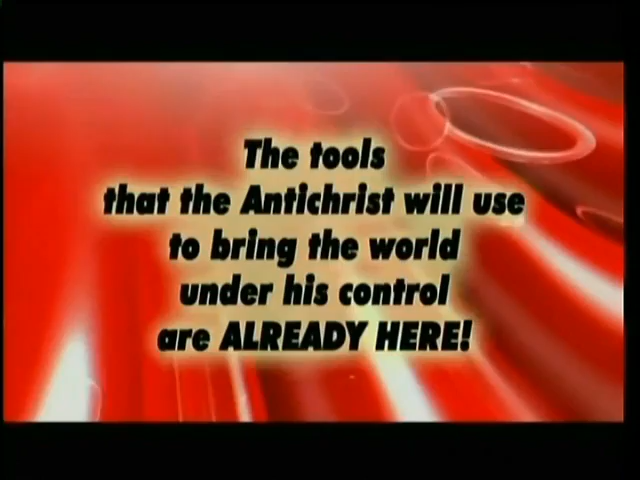 The tools
that the Antichrist will use
to bring the world
under his control
are ALREADY HERE!